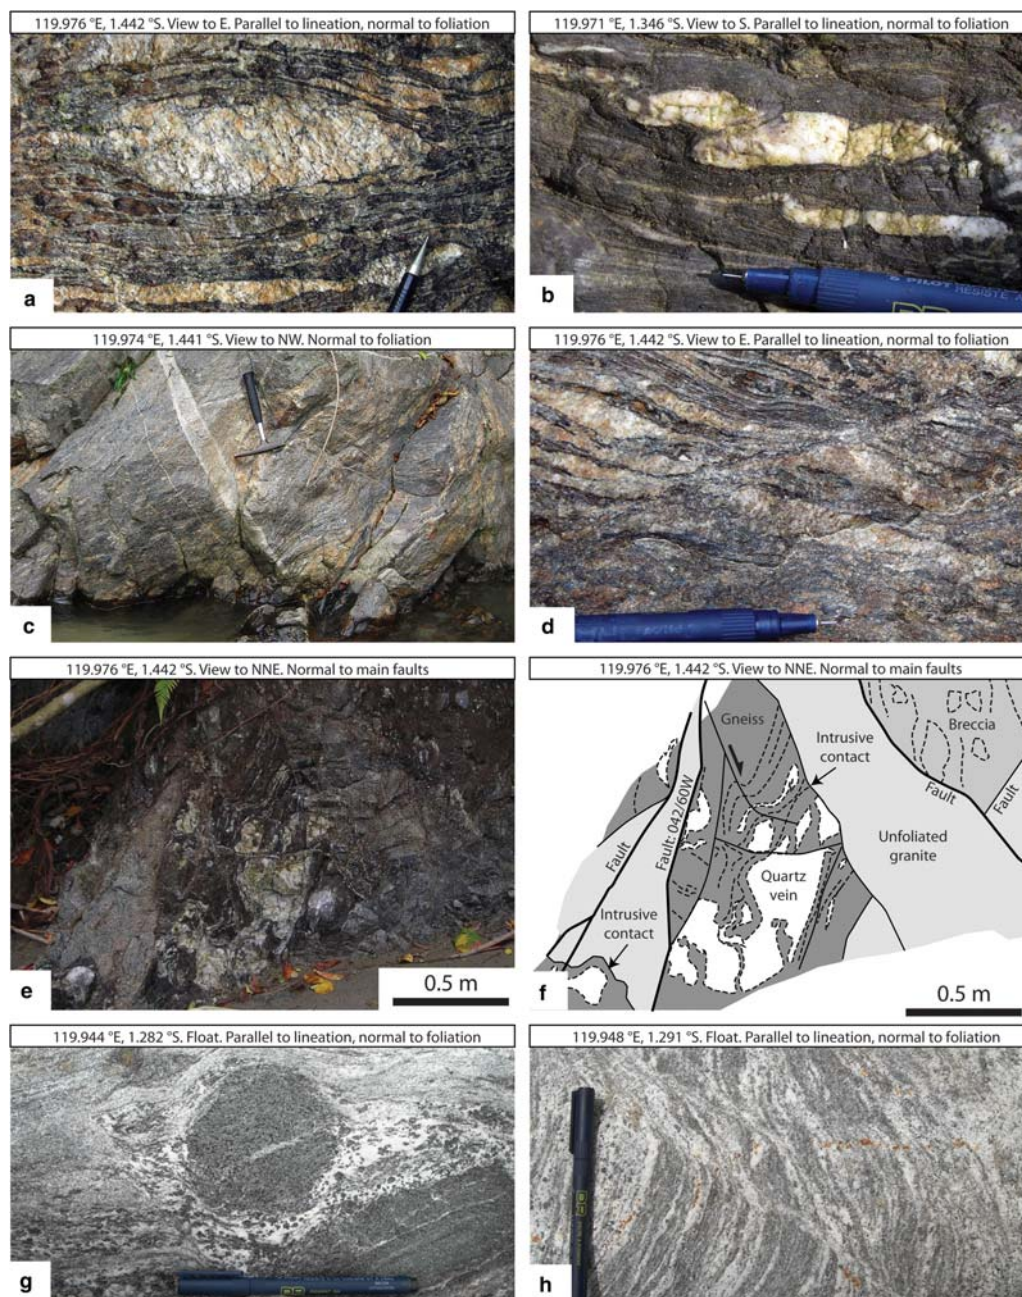 119.976 °E, 1.442 °S. View to E. Parallel to lineation, normal to foliation
a
119.971 °E, 1.346 °S. View to S. Parallel to lineation, normal to foliation
PILOT
b
119.974 °E, 1.441 °S. View to NW. Normal to foliation
c
119.976 °E, 1.442 °S. View to E. Parallel to lineation, normal to foliation
d
119.976 °E, 1.442 °S. View to NNE. Normal to main faults
e
0.5 m
119.976 °E, 1.442 °S. View to NNE. Normal to main faults
Gneiss
Breccia
Intrusive
contact
Fault
Fault: 042/60W
Fault
Fault
Unfoliated
granite
Quartz
vein
Intrusive
contact
f
0.5 m
119.944 °E, 1.282 °S. Float. Parallel to lineation, normal to foliation
g
119.948 °E, 1.291 °S. Float. Parallel to lineation, normal to foliation
h